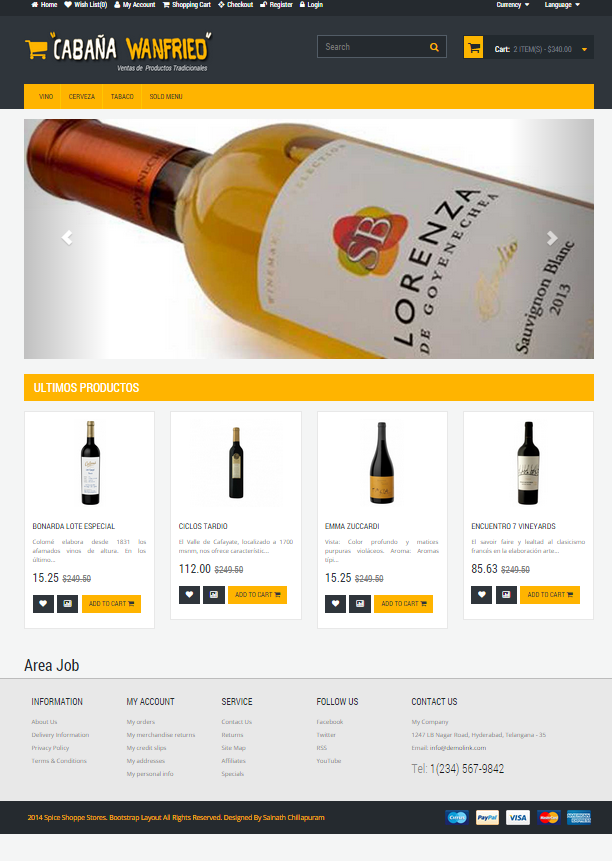 Home Wish List(0) My Account Shopping Cart Checkout Register Login Currency Language
"CABAÑA WANFRIED"
Ventas de Productos Tradicionales
Search
Cart: 2 ITEM(S) - $340.00
VINO CERVEZA TABACO SOLO MENU
GOYENECHEA
WINEMAKER SELECTION
SB
LORENZA
DE GOYENECHEA
Sauvignon Blanc
2013
ULTIMOS PRODUCTOS
BONARDA LOTE ESPECIAL
Colomé elabora desde 1831 los
afamados vinos de altura. En los
último...
15.25 $249.50
ADD TO CART
CICLOS TARDIO
El Valle de Cafayate, localizado a 1700
msnm, nos ofrece característic...
112.00 $249.50
ADD TO CART
EMMA ZUCCARDI
Vista: Color profundo y matices
purpuras violáceos. Aroma: Aromas
típi...
15.25 $249.50
ADD TO CART
ENCUENTRO 7 VINEYARDS
El savoir faire y lealtad al clasicismo
francés en la elaboración arte...
85.63 $249.50
ADD TO CART
Area Job
INFORMATION
About Us
Delivery Information
Privacy Policy
Terms & Conditions
MY ACCOUNT
My orders
My merchandise returns
My credit slips
My addresses
My personal info
SERVICE
Contact Us
Returns
Site Map
Affiliates
Specials
FOLLOW US
Facebook
Twitter
RSS
YouTube
CONTACT US
My Company
1247 LB Nagar Road, Hyderabad, Telangana - 35
Email: info@demolink.com
Tel: 1(234) 567-9842
2014 Spice Shoppe Stores. Bootstrap Layout All Rights Reserved. Designed By Sainath Chillapuram
Cirrus PayPal VISA MasterCard